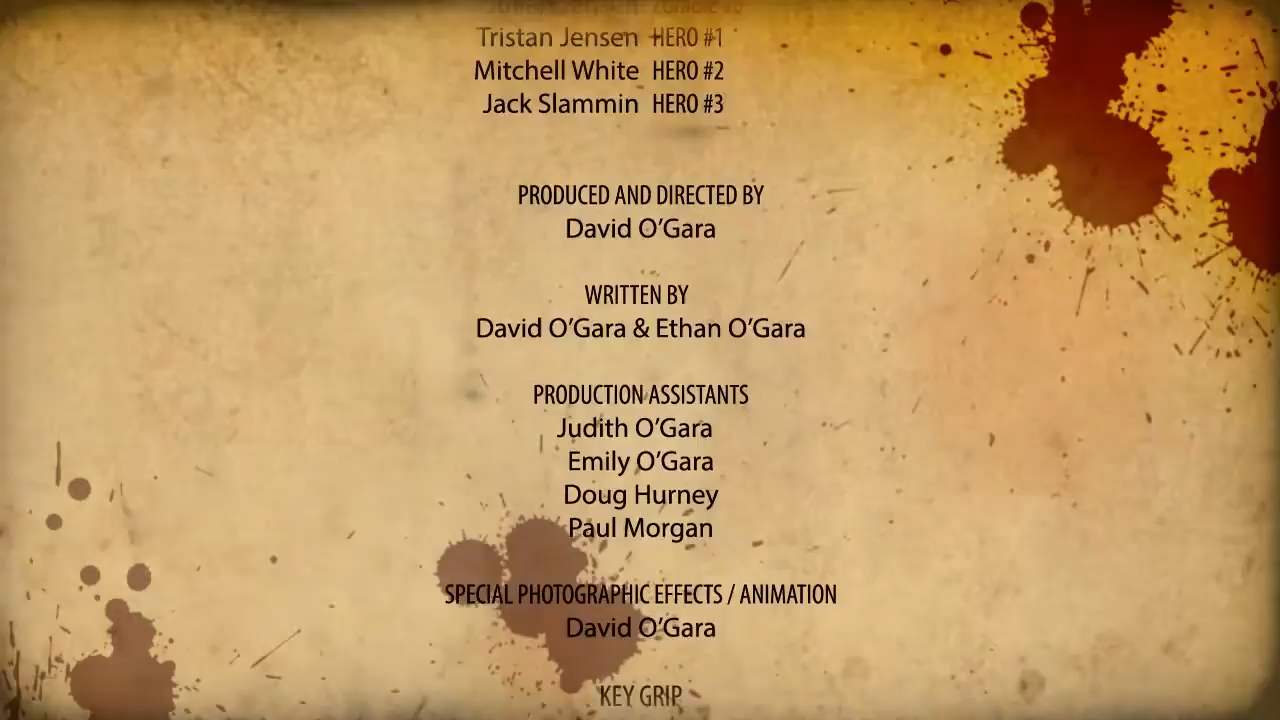 Tristan Jensen HERO #1
Mitchell White HERO #2
Jack Slammin HERO #3
PRODUCED AND DIRECTED BY
David O'Gara
WRITTEN BY
David O'Gara & Ethan O'Gara
PRODUCTION ASSISTANTS
Judith O'Gara
Emily O'Gara
Doug Hurney
Paul Morgan
SPECIAL PHOTOGRAPHIC EFFECTS / ANIMATION
David O'Gara
KEY GRIP